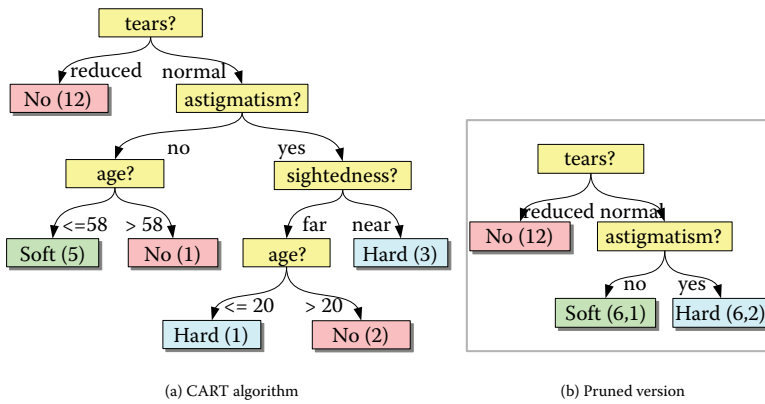 tears?
reduced normal
No (12)
astigmatism?
no yes
age?
sightedness?
<=58 > 58
far near
Soft (5)
No (1)
age?
Hard (3)
<= 20 > 20
Hard (1)
No (2)
(a) CART algorithm
tears?
reduced normal
No (12)
astigmatism?
no yes
Soft (6,1)
Hard (6,2)
(b) Pruned version